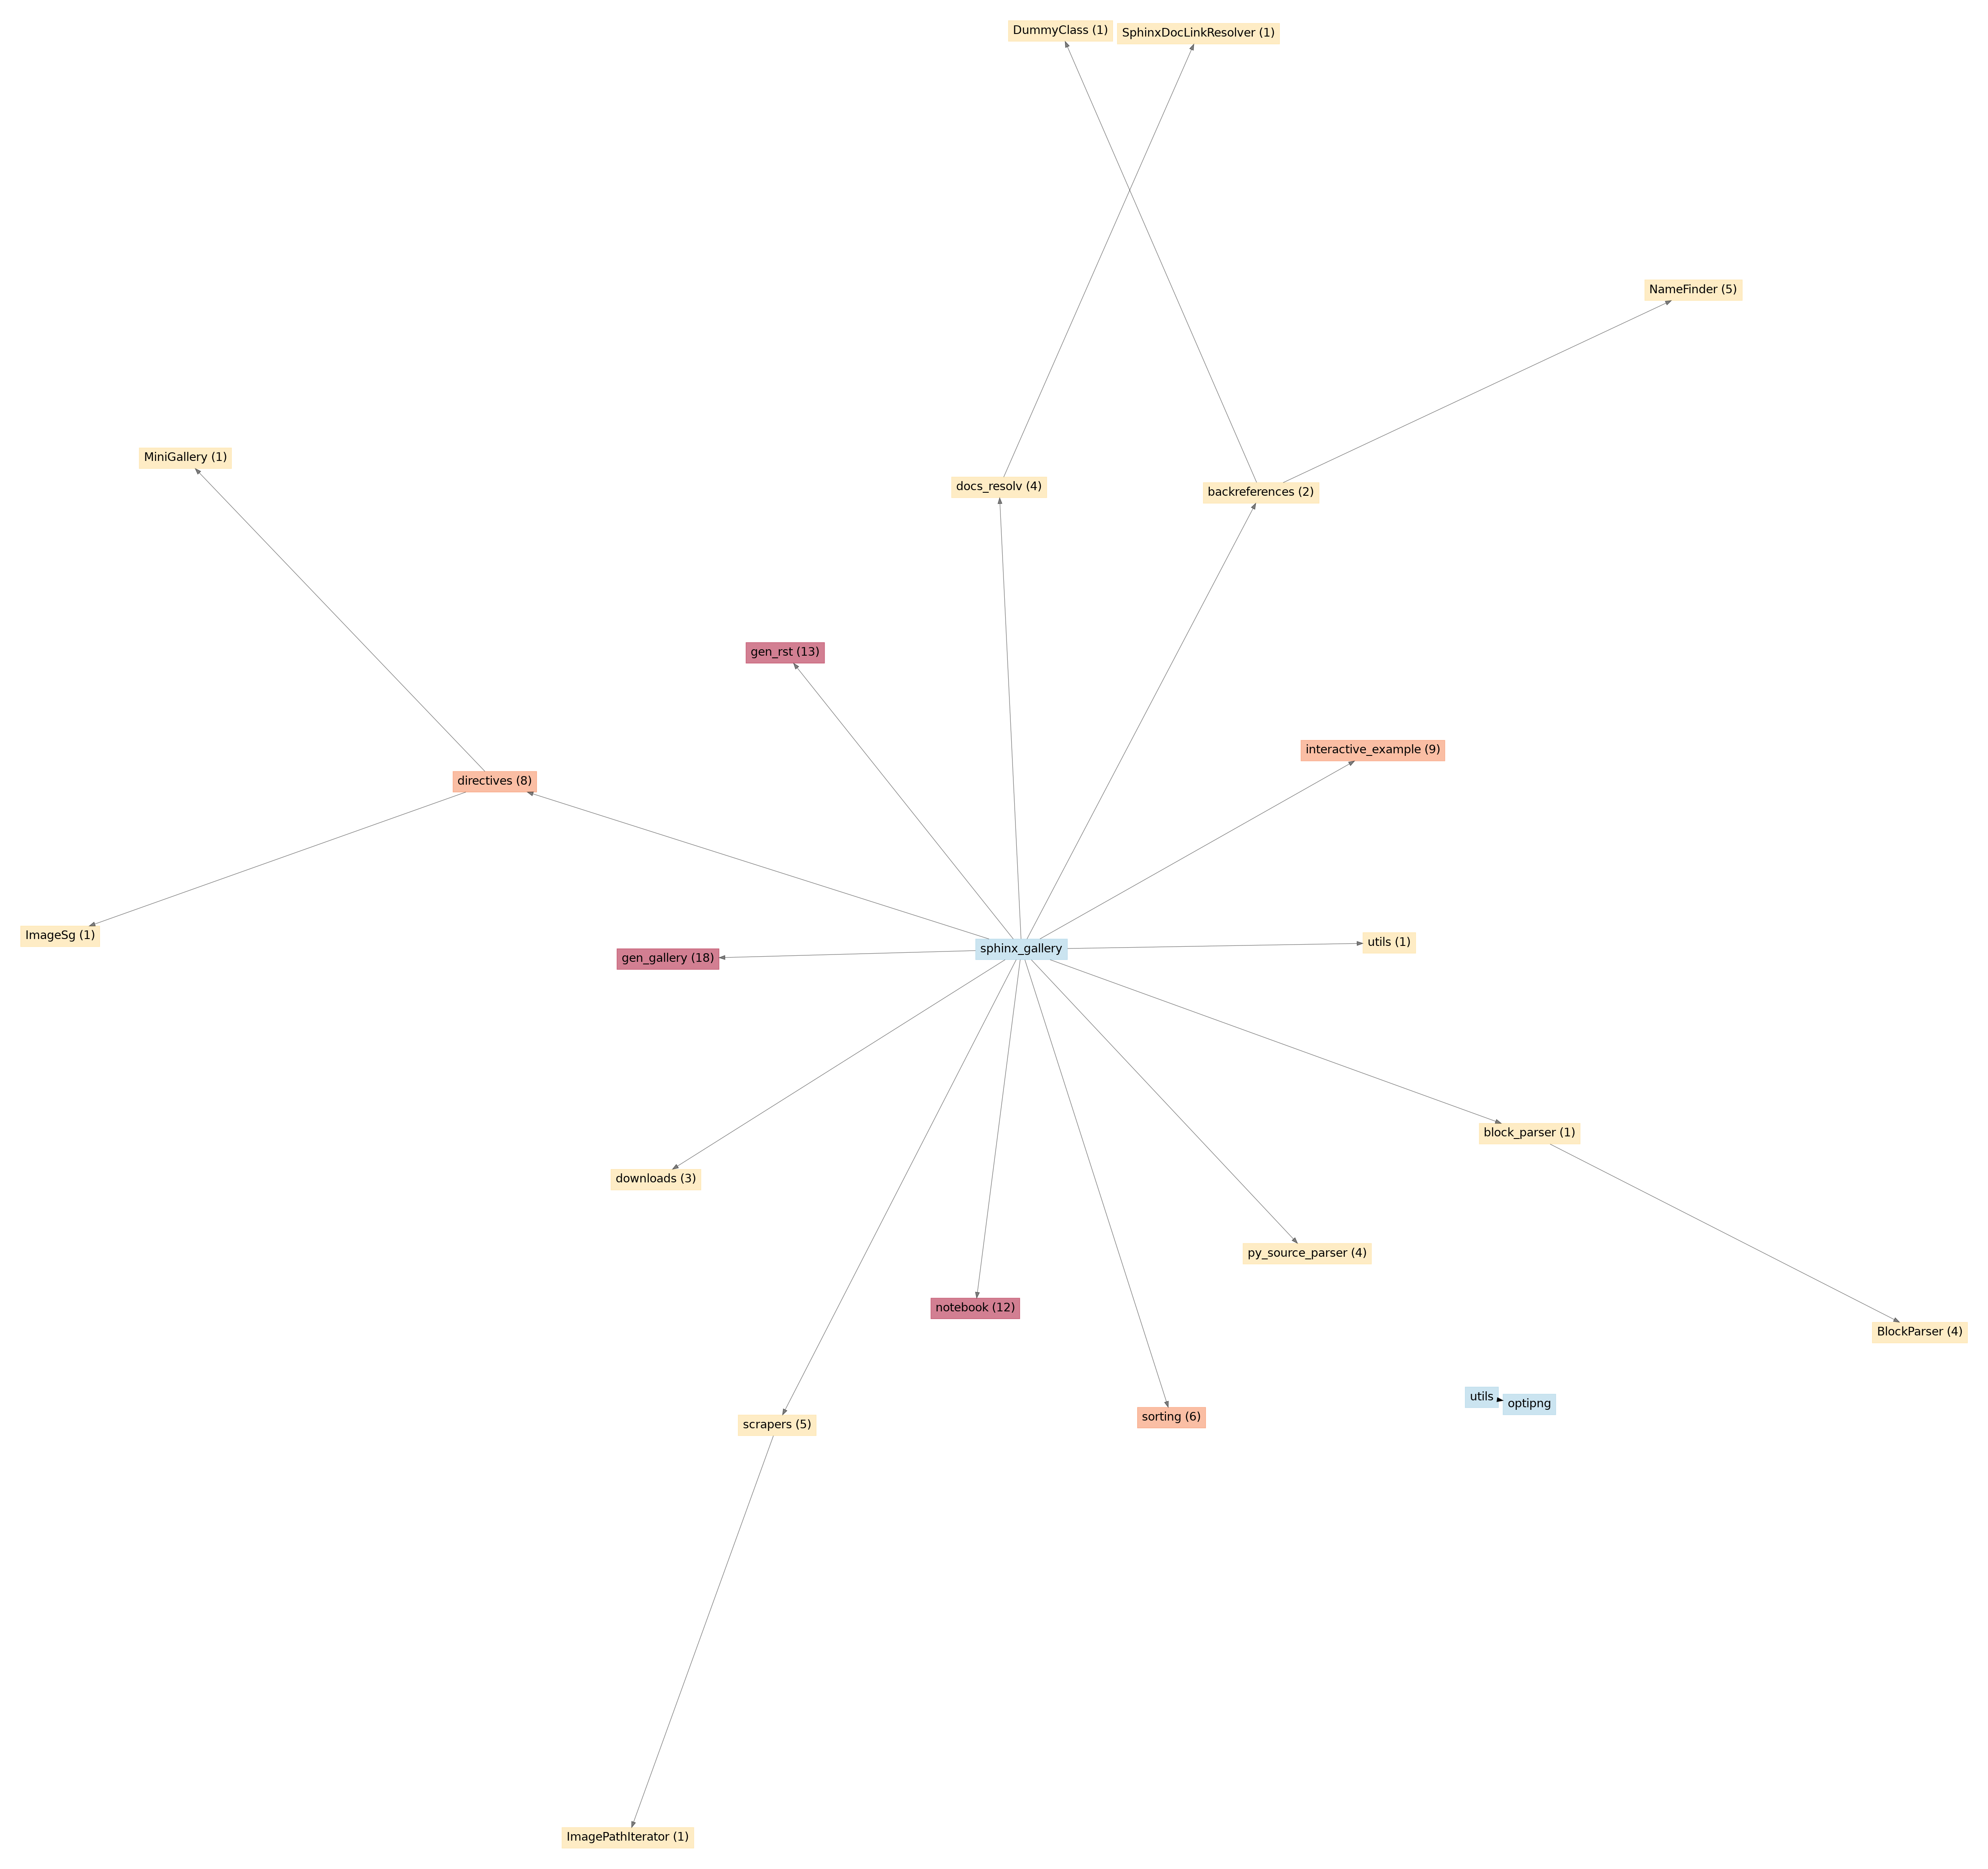 DummyClass (1)
SphinxDocLinkResolver (1)
NameFinder (5)
MiniGallery (1)
docs_resolv (4)
backreferences (2)
gen_rst (13)
interactive_example (9)
directives (8)
ImageSg (1)
gen_gallery (18)
sphinx_gallery
utils (1)
block_parser (1)
downloads (3)
py_source_parser (4)
notebook (12)
BlockParser (4)
utils
optipng
scrapers (5)
sorting (6)
ImagePathIterator (1)